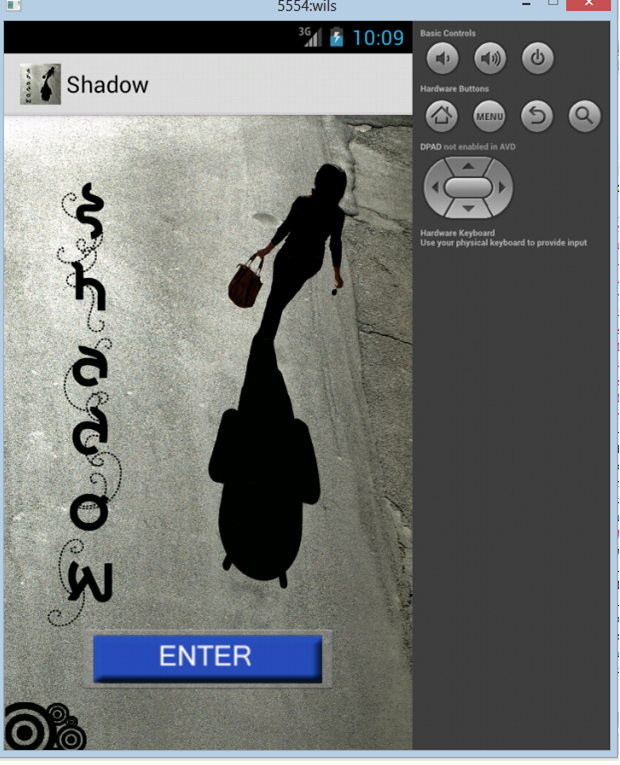 5554:wils
3G 10:09
Shadow
shadow
ENTER
Basic Controls
Hardware Buttons
MENU
DPAD not enabled in AVD
Hardware Keyboard
Use your physical keyboard to provide input